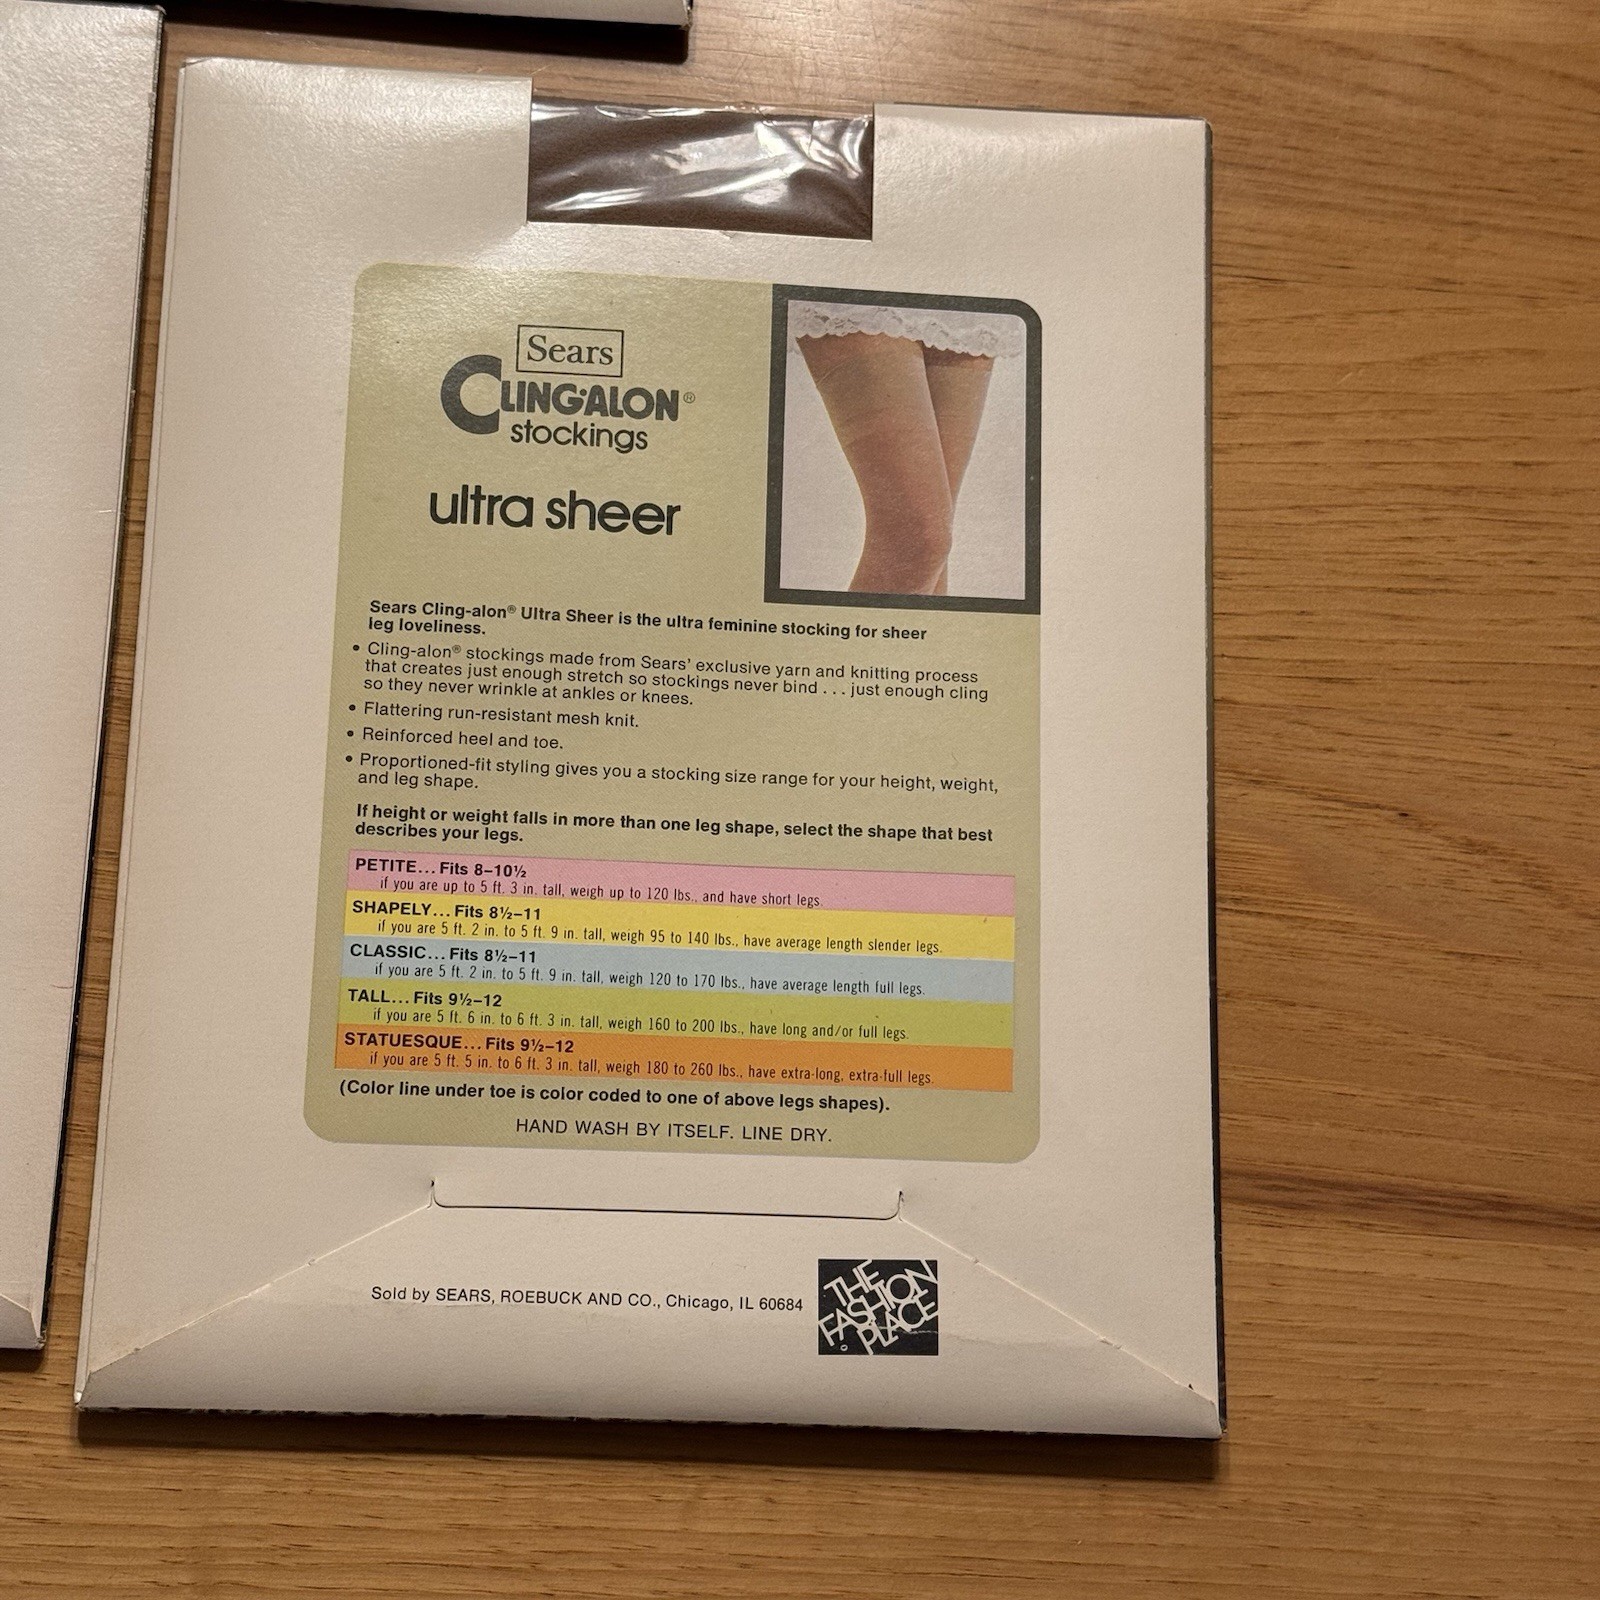 Sears
CLING·ALON®
stockings
ultra sheer
Sears Cling-alon® Ultra Sheer is the ultra feminine stocking for sheer
leg loveliness.
• Cling-alon® stockings made from Sears' exclusive yarn and knitting process
that creates just enough stretch so stockings never bind . . . just enough cling
so they never wrinkle at ankles or knees.
• Flattering run-resistant mesh knit.
• Reinforced heel and toe.
• Proportioned-fit styling gives you a stocking size range for your height, weight,
and leg shape.
If height or weight falls in more than one leg shape, select the shape that best
describes your legs.
PETITE... Fits 8–10½
if you are up to 5 ft. 3 in. tall, weigh up to 120 lbs., and have short legs.
SHAPELY... Fits 8½–11
if you are 5 ft. 2 in. to 5 ft. 9 in. tall, weigh 95 to 140 lbs., have average length slender legs.
CLASSIC... Fits 8½–11
if you are 5 ft. 2 in. to 5 ft. 9 in. tall, weigh 120 to 170 lbs., have average length full legs.
TALL... Fits 9½–12
if you are 5 ft. 6 in. to 6 ft. 3 in. tall, weigh 160 to 200 lbs., have long and/or full legs.
STATUESQUE... Fits 9½–12
if you are 5 ft. 5 in. to 6 ft. 3 in. tall, weigh 180 to 260 lbs., have extra-long, extra-full legs.
(Color line under toe is color coded to one of above legs shapes).
HAND WASH BY ITSELF. LINE DRY.
Sold by SEARS, ROEBUCK AND CO., Chicago, IL 60684
THE
FASHION
PLACE